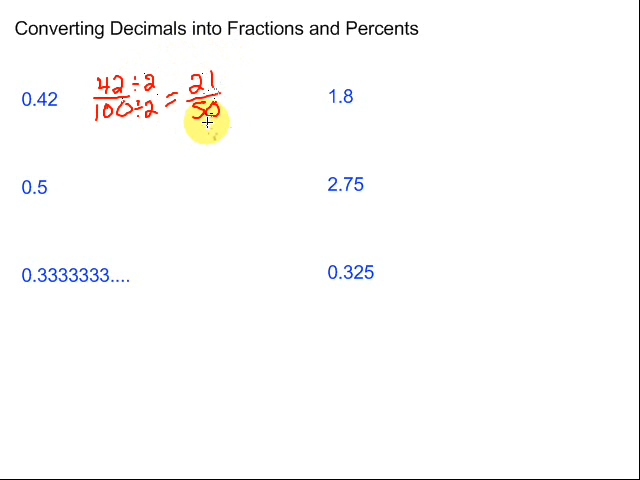 Converting Decimals into Fractions and Percents
0.42 42÷2/100÷2 = 21/50
1.8
0.5
2.75
0.3333333....
0.325